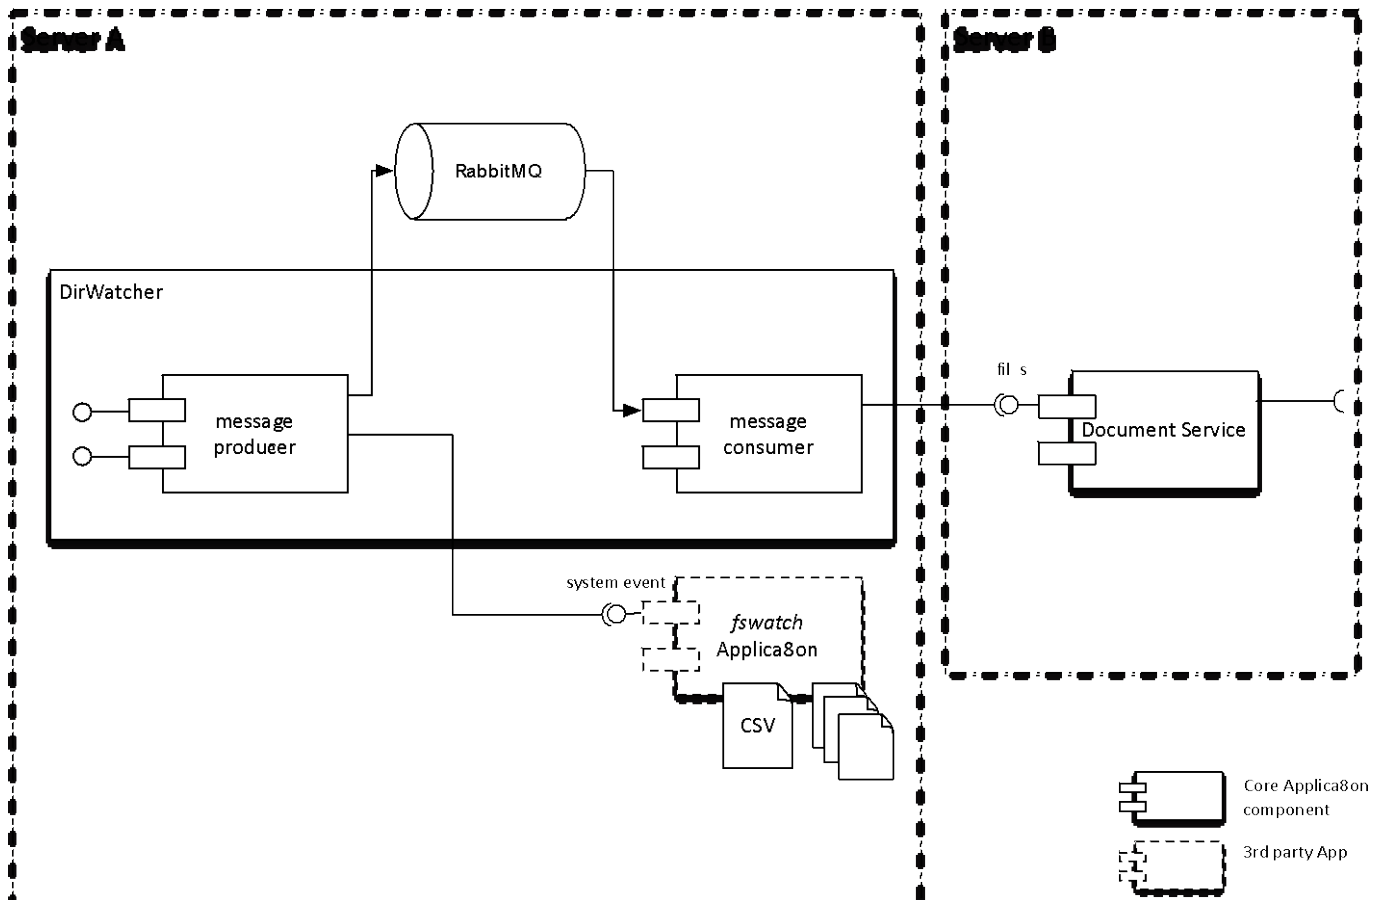 Server A
Server B
RabbitMQ
DirWatcher
message
producer
message
consumer
fil s
Document Service
system event
fswatch
Applica8on
CSV
Core Applica8on
component
3rd party App